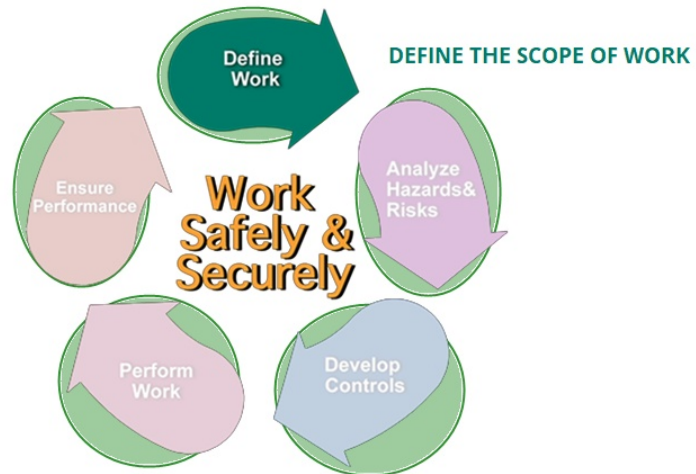 Define
Work
DEFINE THE SCOPE OF WORK
Analyze
Hazards&
Risks
Develop
Controls
Perform
Work
Ensure
Performance
Work
Safely &
Securely